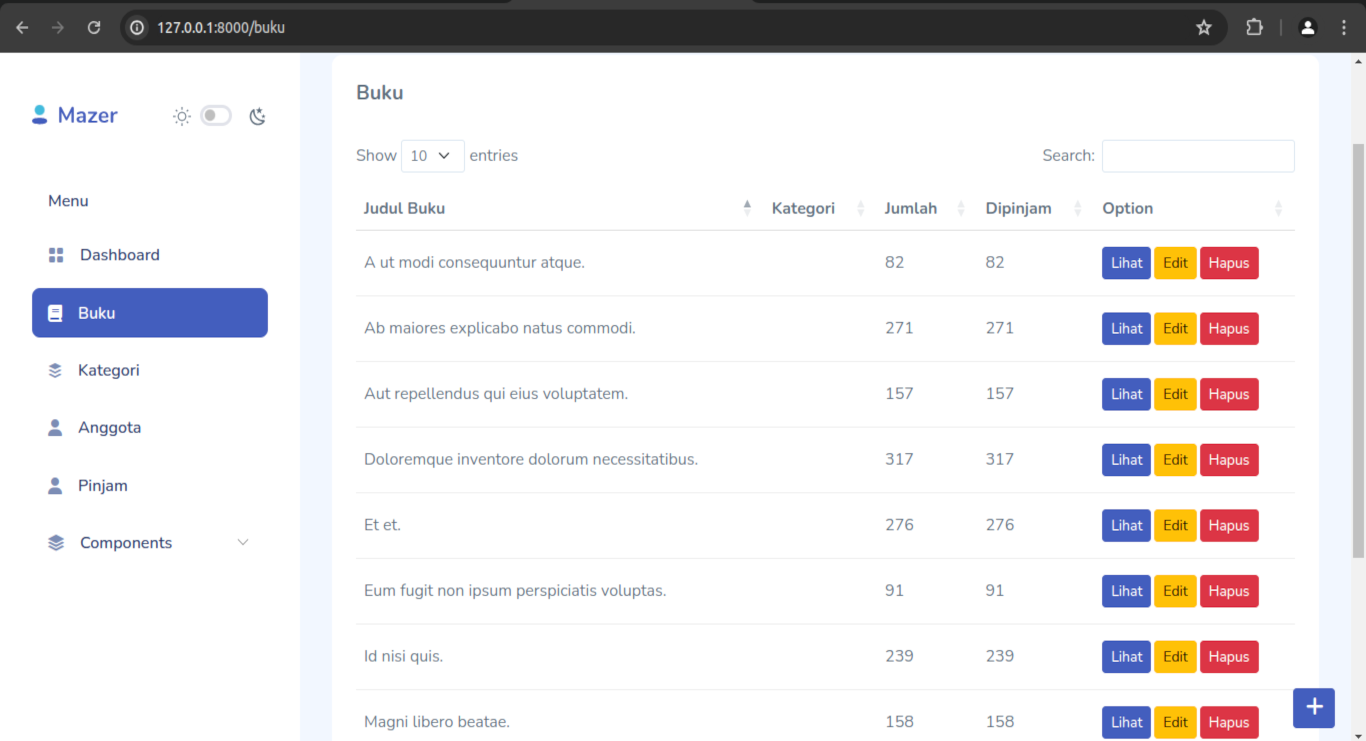 127.0.0.1:8000/buku
Mazer
Menu
Dashboard
Buku
Kategori
Anggota
Pinjam
Components
Buku
Show 10 entries
Search:
Judul Buku Kategori Jumlah Dipinjam Option
A ut modi consequuntur atque. 82 82 Lihat Edit Hapus
Ab maiores explicabo natus commodi. 271 271 Lihat Edit Hapus
Aut repellendus qui eius voluptatem. 157 157 Lihat Edit Hapus
Doloremque inventore dolorum necessitatibus. 317 317 Lihat Edit Hapus
Et et. 276 276 Lihat Edit Hapus
Eum fugit non ipsum perspiciatis voluptas. 91 91 Lihat Edit Hapus
Id nisi quis. 239 239 Lihat Edit Hapus
Magni libero beatae. 158 158 Lihat Edit Hapus